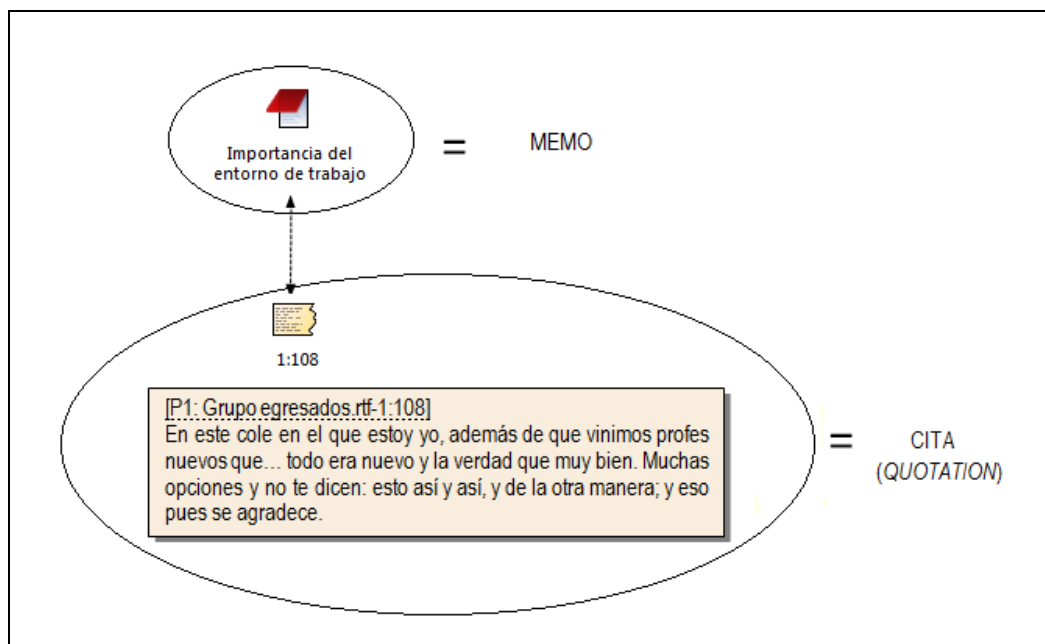 Importancia del
entorno de trabajo
= MEMO
1:108
[P1: Grupo egresados.rtf-1:108]
En este cole en el que estoy yo, además de que vinimos profes
nuevos que… todo era nuevo y la verdad que muy bien. Muchas
opciones y no te dicen: esto así y así, y de la otra manera; y eso
pues se agradece.
= CITA
(QUOTATION)